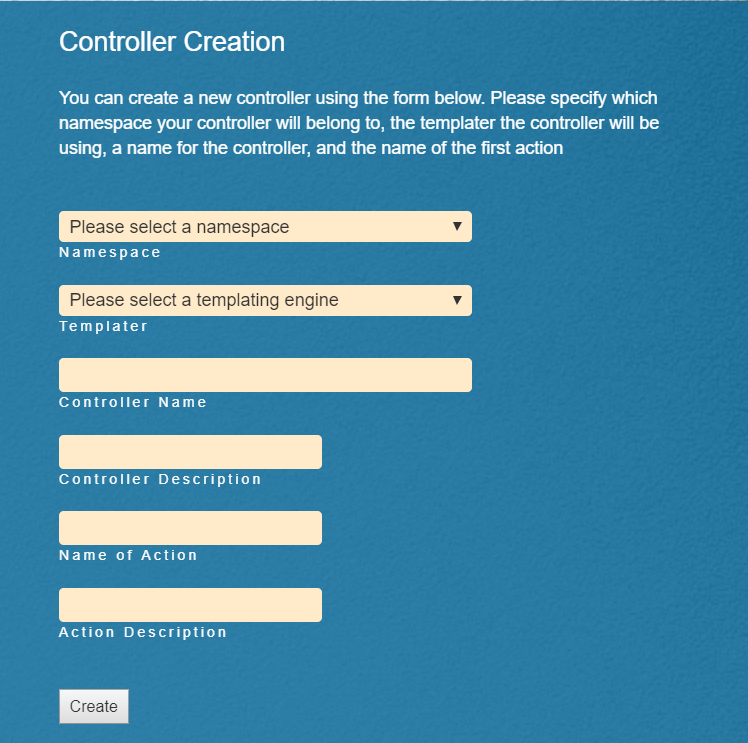 Controller Creation
You can create a new controller using the form below. Please specify which
namespace your controller will belong to, the templater the controller will be
using, a name for the controller, and the name of the first action
Please select a namespace
Namespace
Please select a templating engine
Templater
Controller Name
Controller Description
Name of Action
Action Description
Create